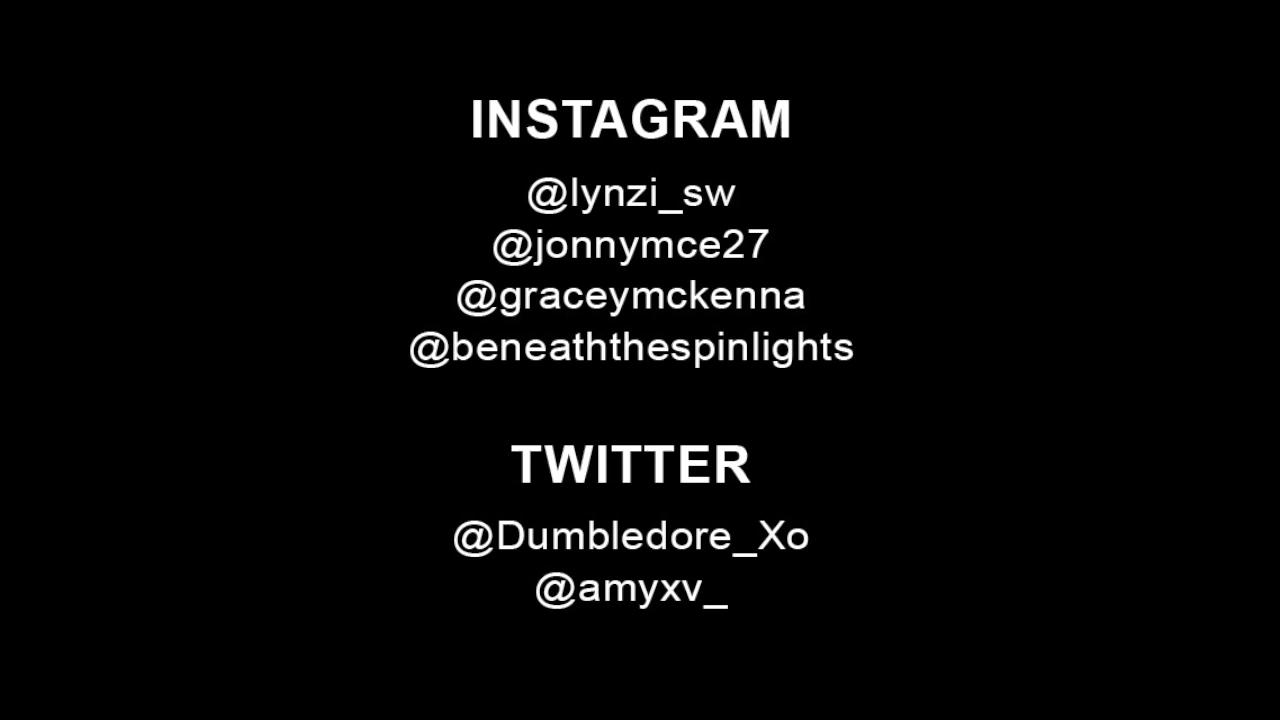 INSTAGRAM
@lynzi_sw
@jonnymce27
@graceymckenna
@beneaththespinlights
TWITTER
@Dumbledore_Xo
@amyxv_